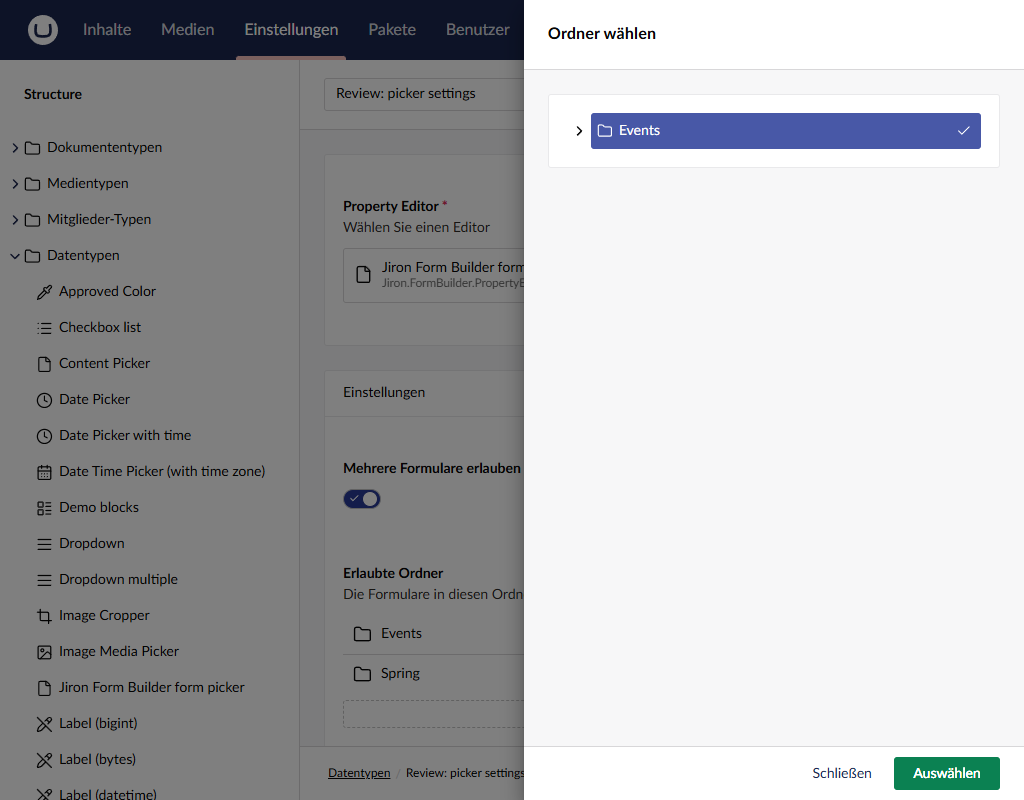 Inhalte
Medien
Einstellungen
Pakete
Benutzer
Structure
Dokumententypen
Medientypen
Mitglieder-Typen
Datentypen
Approved Color
Checkbox list
Content Picker
Date Picker
Date Picker with time
Date Time Picker (with time zone)
Demo blocks
Dropdown
Dropdown multiple
Image Cropper
Image Media Picker
Jiron Form Builder form picker
Label (bigint)
Label (bytes)
Label (datetime)
Review: picker settings
Property Editor *
Wählen Sie einen Editor
Jiron Form Builder form
Jiron.FormBuilder.PropertyE
Einstellungen
Mehrere Formulare erlauben
Erlaubte Ordner
Die Formulare in diesen Ordn
Events
Spring
Datentypen / Review: picker settings
Ordner wählen
Events
Schließen
Auswählen